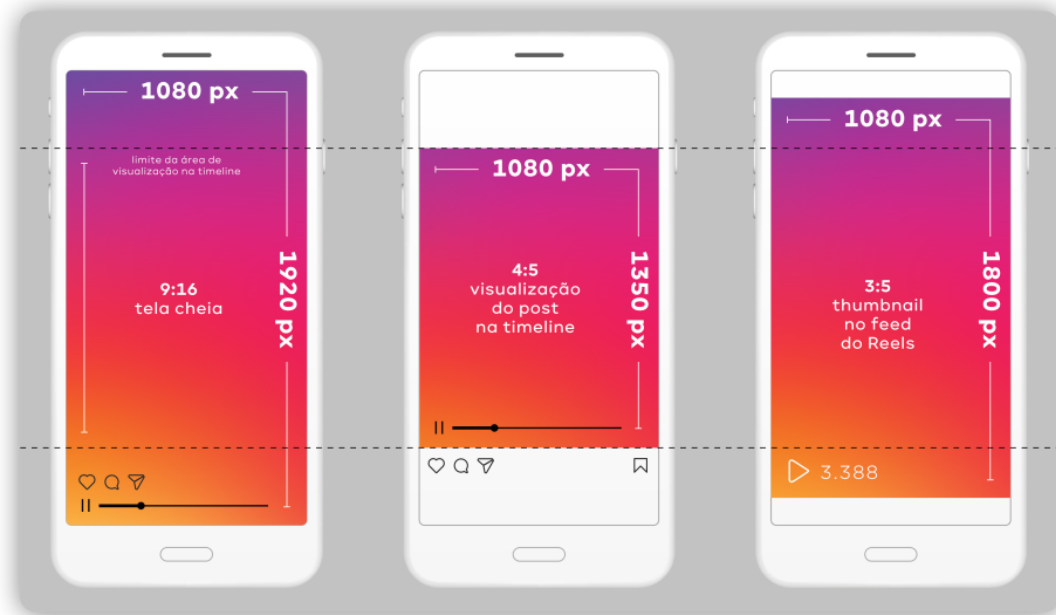 1080 px
limite da área de
visualização na timeline
1920 px
9:16
tela cheia
1080 px
1350 px
4:5
visualização
do post
na timeline
1080 px
1800 px
3:5
thumbnail
no feed
do Reels
3.388